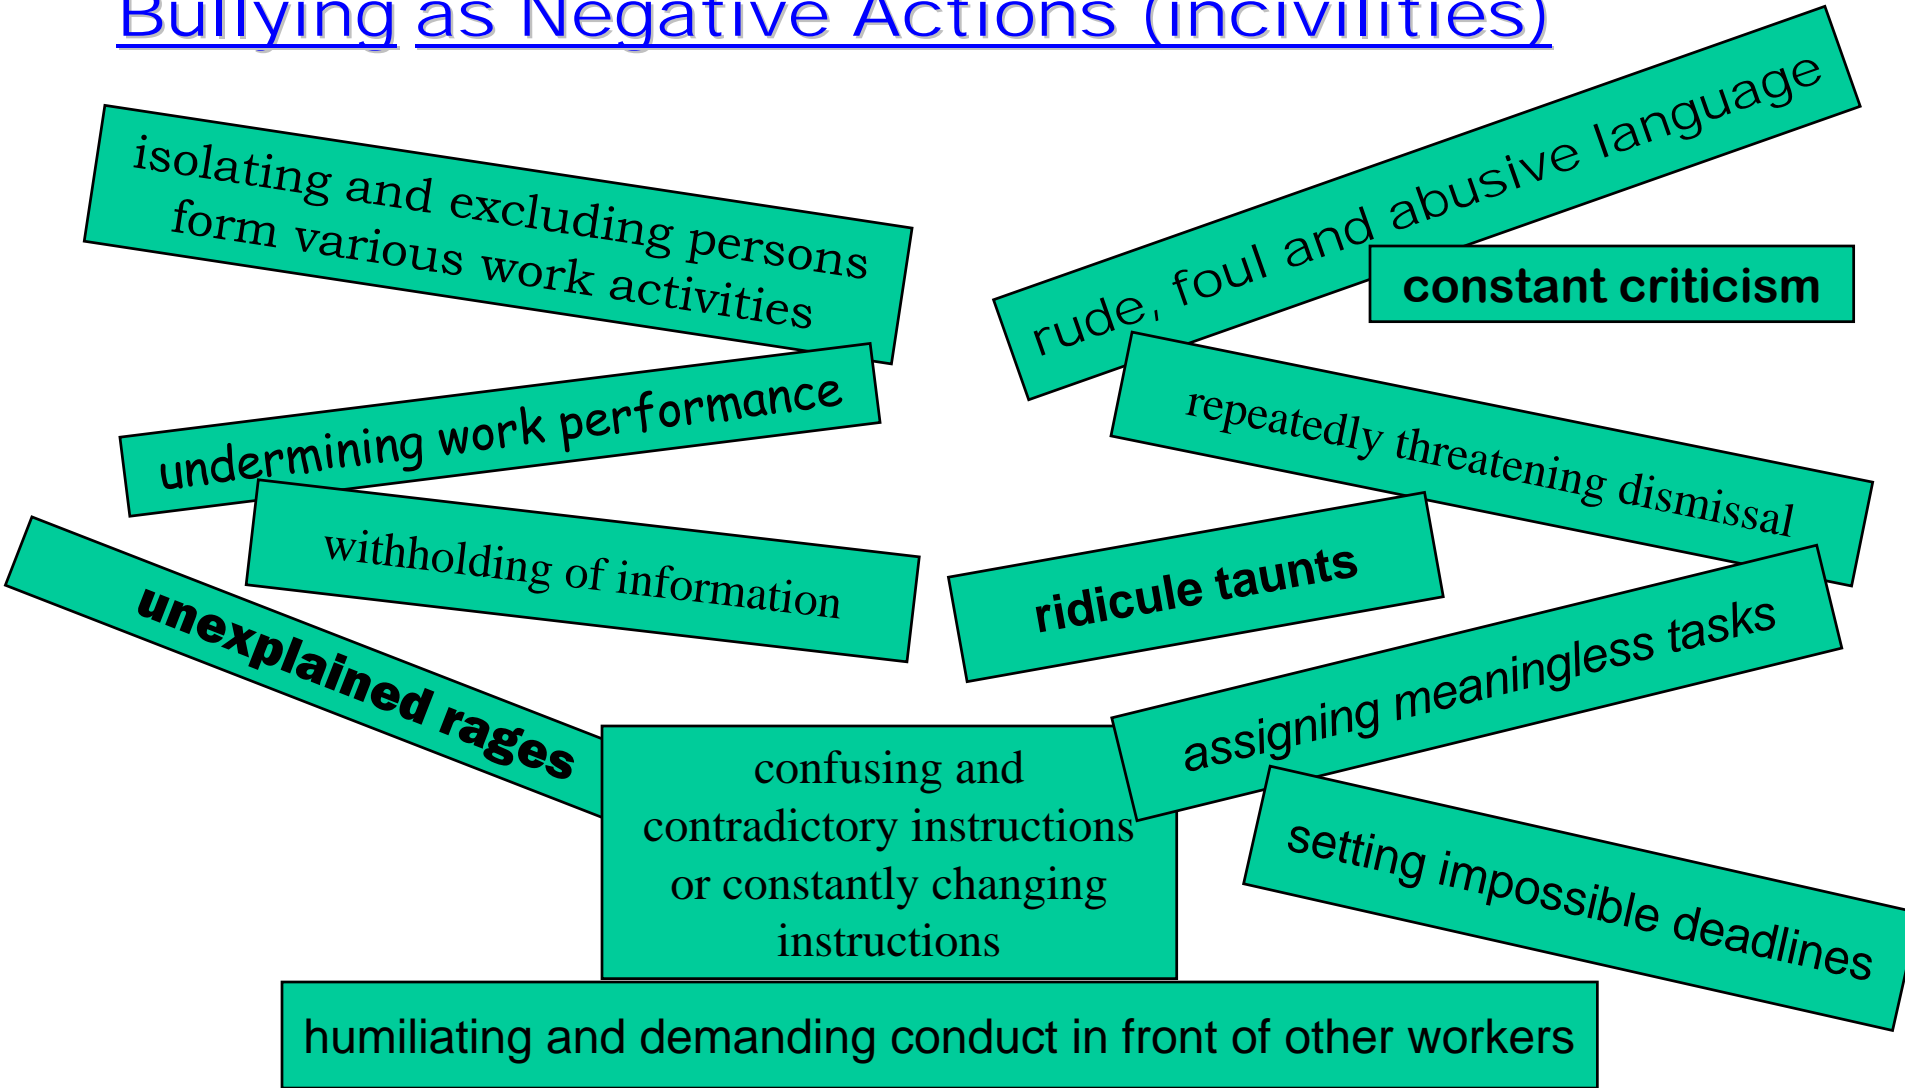 Bullying as Negative Actions (incivilities)
isolating and excluding persons
form various work activities
rude, foul and abusive language
constant criticism
undermining work performance
repeatedly threatening dismissal
withholding of information
ridicule taunts
unexplained rages
assigning meaningless tasks
confusing and
contradictory instructions
or constantly changing
instructions
setting impossible deadlines
humiliating and demanding conduct in front of other workers